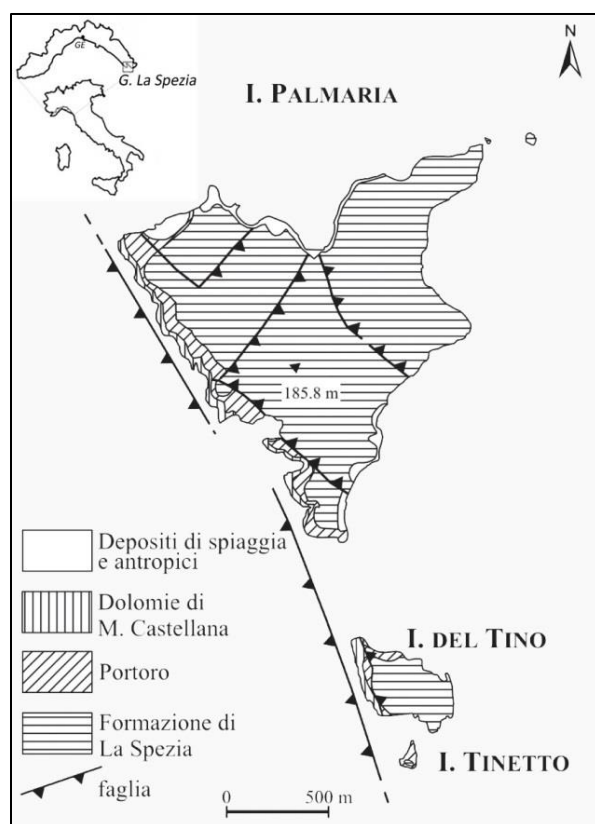 GE
G. La Spezia
N
I. PALMARIA
185.8 m
Depositi di spiaggia
e antropici
Dolomie di
M. Castellana
Portoro
Formazione di
La Spezia
faglia
I. DEL TINO
I. TINETTO
0 500 m